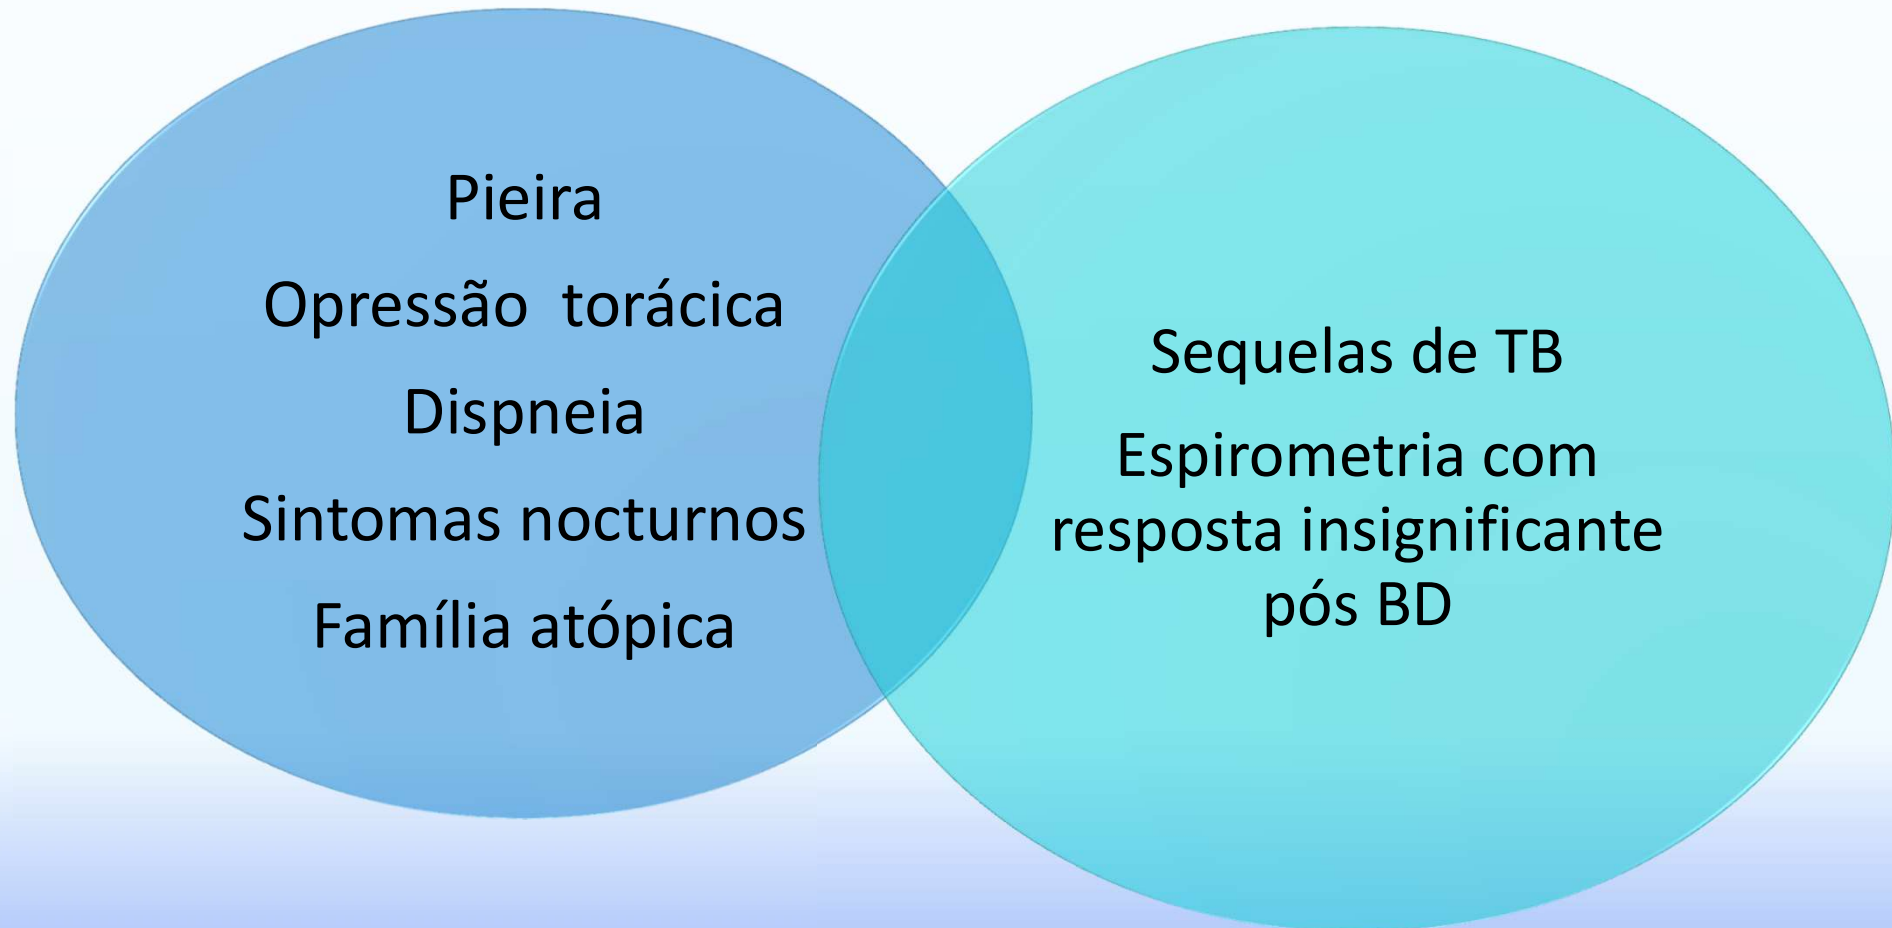 Pieira
Opressão  torácica
Dispneia
Sintomas nocturnos
Família atópica
Sequelas de TB
Espirometria com
resposta insignificante
pós BD